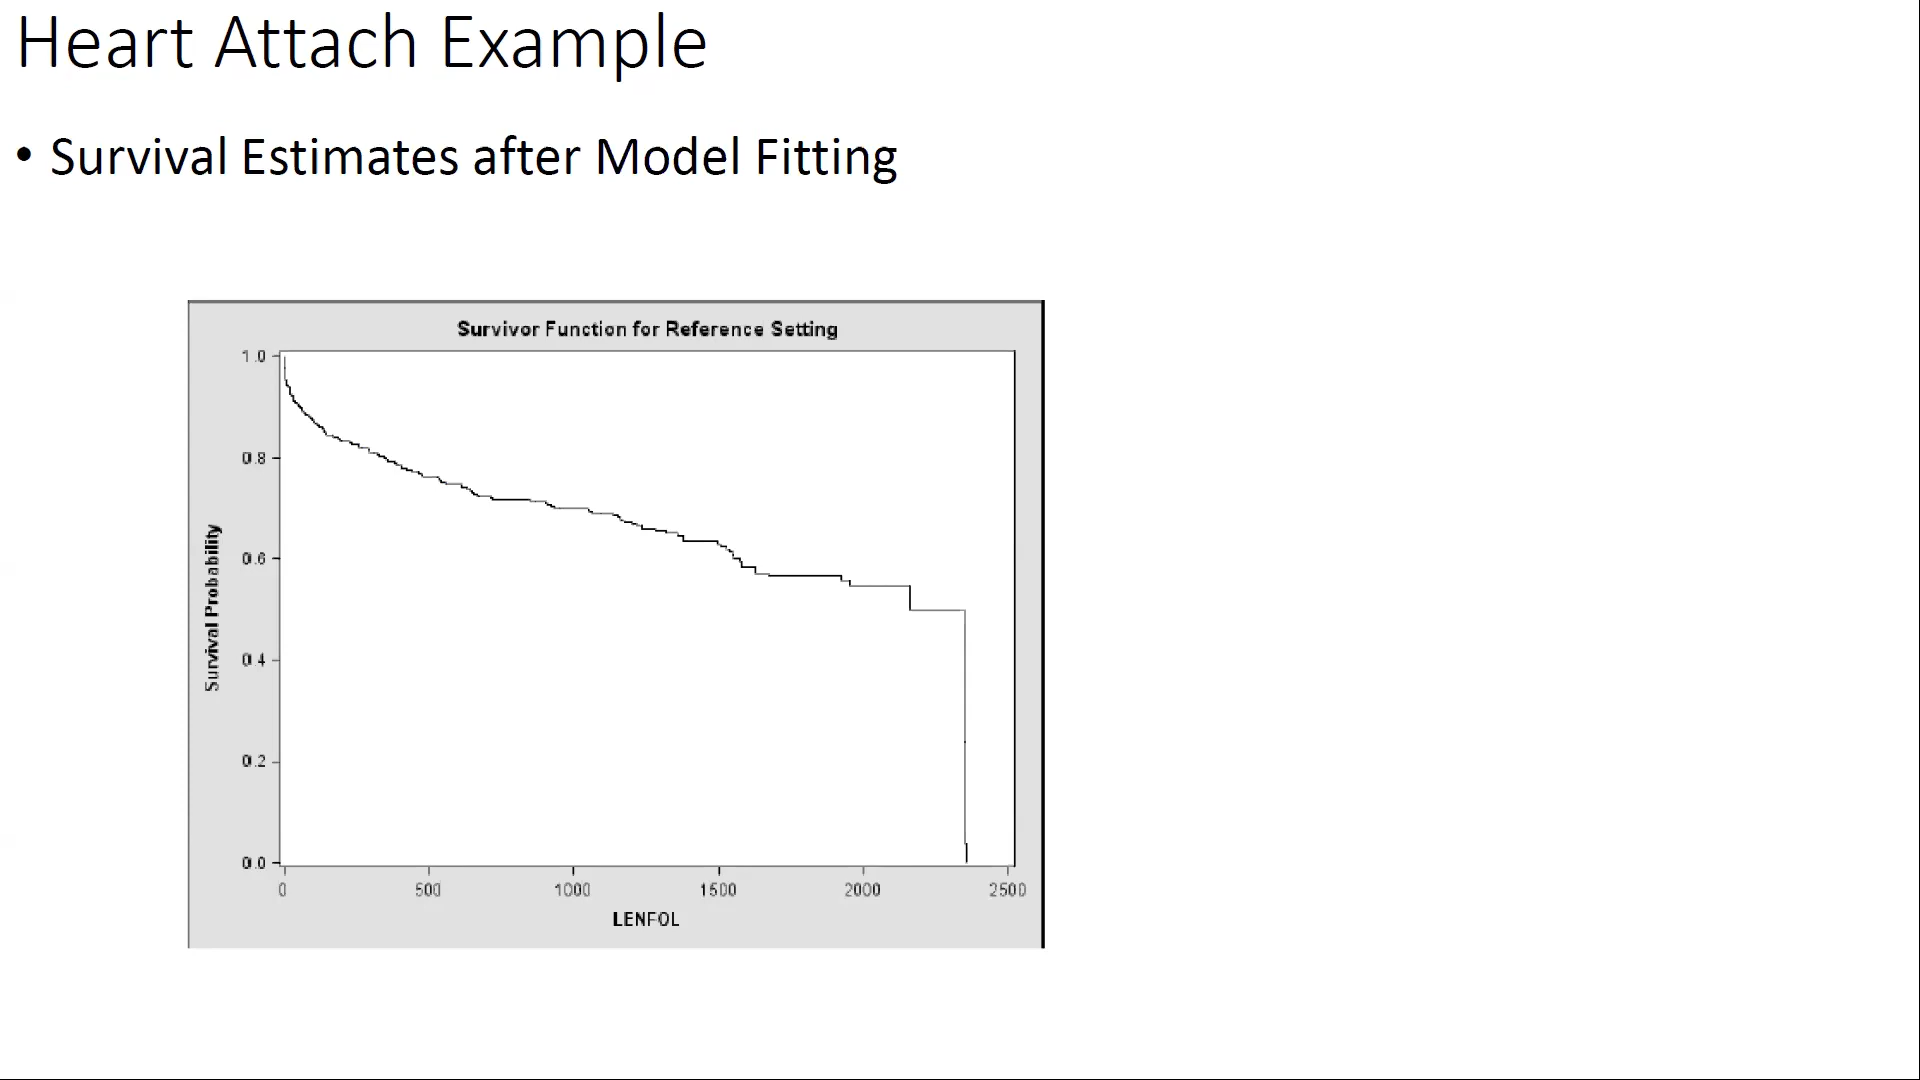 Heart Attach Example
• Survival Estimates after Model Fitting
Survivor Function for Reference Setting
1.0
0.8
0.6
0.4
0.2
0.0
Survival Probability
0 500 1000 1500 2000 2500
LENFOL